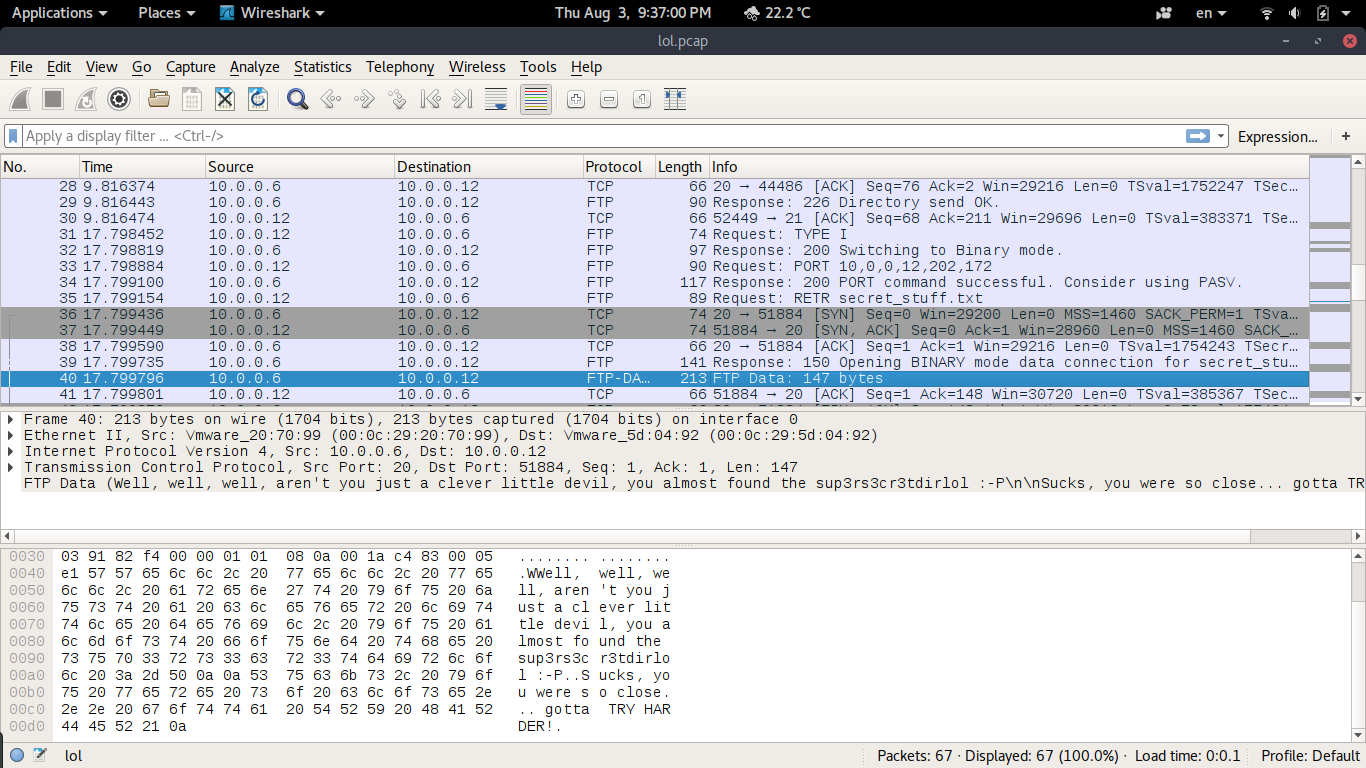 Applications Places Wireshark Thu Aug 3, 9:37:00 PM 22.2 °C en
lol.pcap
File Edit View Go Capture Analyze Statistics Telephony Wireless Tools Help
Apply a display filter ... <Ctrl-/> Expression... +
No. Time Source Destination Protocol Length Info
28 9.816374 10.0.0.6 10.0.0.12 TCP 66 20 → 44486 [ACK] Seq=76 Ack=2 Win=29216 Len=0 TSval=1752247 TSec...
29 9.816443 10.0.0.6 10.0.0.12 FTP 90 Response: 226 Directory send OK.
30 9.816474 10.0.0.12 10.0.0.6 TCP 66 52449 → 21 [ACK] Seq=68 Ack=211 Win=29696 Len=0 TSval=383371 TSe...
31 17.798452 10.0.0.12 10.0.0.6 FTP 74 Request: TYPE I
32 17.798819 10.0.0.6 10.0.0.12 FTP 97 Response: 200 Switching to Binary mode.
33 17.798884 10.0.0.12 10.0.0.6 FTP 90 Request: PORT 10,0,0,12,202,172
34 17.799100 10.0.0.6 10.0.0.12 FTP 117 Response: 200 PORT command successful. Consider using PASV.
35 17.799154 10.0.0.12 10.0.0.6 FTP 89 Request: RETR secret_stuff.txt
36 17.799436 10.0.0.6 10.0.0.12 TCP 74 20 → 51884 [SYN] Seq=0 Win=29200 Len=0 MSS=1460 SACK_PERM=1 TSva...
37 17.799449 10.0.0.12 10.0.0.6 TCP 74 51884 → 20 [SYN, ACK] Seq=0 Ack=1 Win=28960 Len=0 MSS=1460 SACK_...
38 17.799590 10.0.0.6 10.0.0.12 TCP 66 20 → 51884 [ACK] Seq=1 Ack=1 Win=29216 Len=0 TSval=1754243 TSecr...
39 17.799735 10.0.0.6 10.0.0.12 FTP 141 Response: 150 Opening BINARY mode data connection for secret_stu...
40 17.799796 10.0.0.6 10.0.0.12 FTP-DA... 213 FTP Data: 147 bytes
41 17.799801 10.0.0.12 10.0.0.6 TCP 66 51884 → 20 [ACK] Seq=1 Ack=148 Win=30720 Len=0 TSval=385367 TSec...
Frame 40: 213 bytes on wire (1704 bits), 213 bytes captured (1704 bits) on interface 0
Ethernet II, Src: Vmware_20:70:99 (00:0c:29:20:70:99), Dst: Vmware_5d:04:92 (00:0c:29:5d:04:92)
Internet Protocol Version 4, Src: 10.0.0.6, Dst: 10.0.0.12
Transmission Control Protocol, Src Port: 20, Dst Port: 51884, Seq: 1, Ack: 1, Len: 147
FTP Data (Well, well, well, aren't you just a clever little devil, you almost found the sup3rs3cr3tdirlol :-P\n\nSucks, you were so close... gotta TR
0030 03 91 82 f4 00 00 01 01 08 0a 00 1a c4 83 00 05 ........ ........
0040 e1 57 57 65 6c 6c 2c 20 77 65 6c 6c 2c 20 77 65 .WWell, well, we
0050 6c 6c 2c 20 61 72 65 6e 27 74 20 79 6f 75 20 6a ll, aren 't you j
0060 75 73 74 20 61 20 63 6c 65 76 65 72 20 6c 69 74 ust a cl ever lit
0070 74 6c 65 20 64 65 76 69 6c 2c 20 79 6f 75 20 61 tle devi l, you a
0080 6c 6d 6f 73 74 20 66 6f 75 6e 64 20 74 68 65 20 lmost fo und the
0090 73 75 70 33 72 73 33 63 72 33 74 64 69 72 6c 6f sup3rs3c r3tdirlo
00a0 6c 20 3a 2d 50 0a 0a 53 75 63 6b 73 2c 20 79 6f l :-P..S ucks, yo
00b0 75 20 77 65 72 65 20 73 6f 20 63 6c 6f 73 65 2e u were s o close.
00c0 2e 2e 20 67 6f 74 74 61 20 54 52 59 20 48 41 52 .. gotta TRY HAR
00d0 44 45 52 21 0a DER!.
lol Packets: 67 · Displayed: 67 (100.0%) · Load time: 0:0.1 Profile: Default